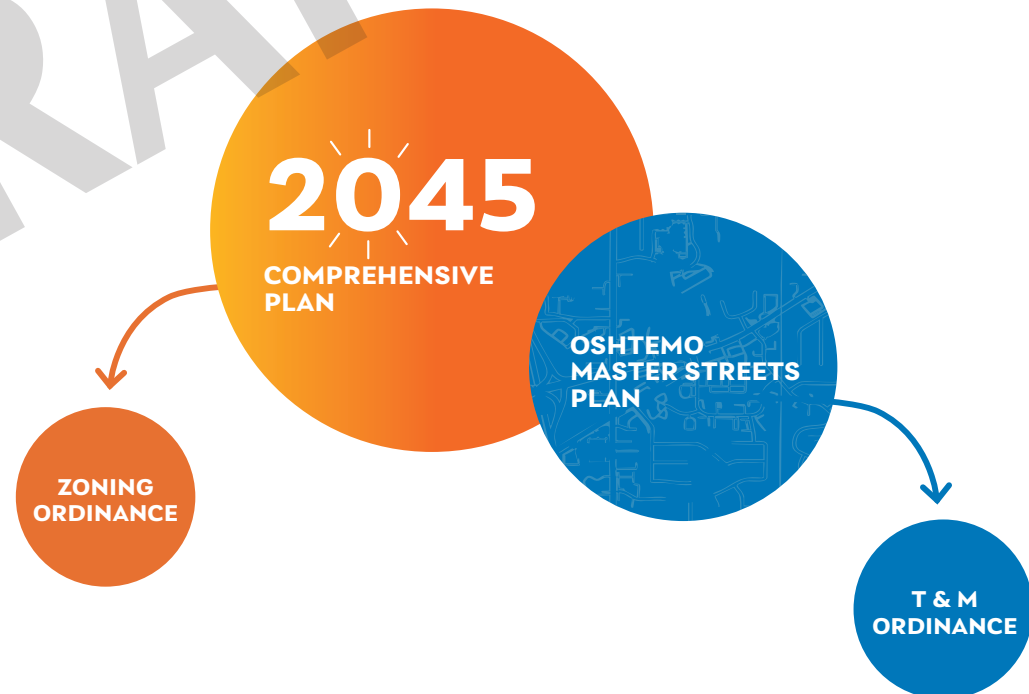 2045
COMPREHENSIVE
PLAN
OSHTEMO
MASTER STREETS
PLAN
ZONING
ORDINANCE
T & M
ORDINANCE